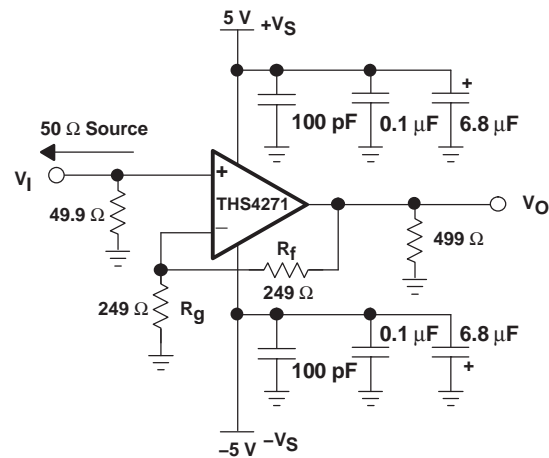 5 V +VS
+
100 pF 0.1 µF 6.8 µF
50 Ω Source
VI
+
THS4271
–
VO
49.9 Ω
499 Ω
Rf
249 Ω
249 Ω Rg
0.1 µF 6.8 µF
100 pF
+
–5 V –VS